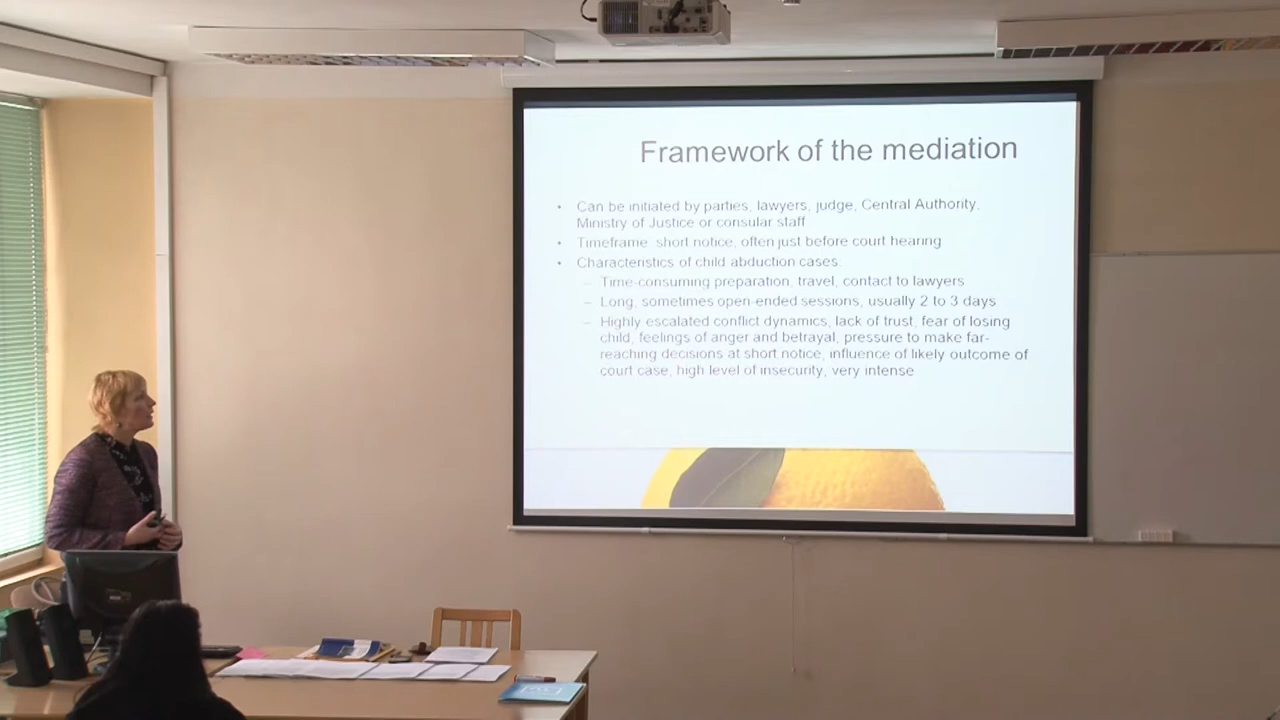 Framework of the mediation
• Can be initiated by parties, lawyers, judge, Central Authority,
Ministry of Justice or consular staff
• Timeframe: short notice, often just before court hearing
• Characteristics of child abduction cases:
– Time-consuming preparation, travel, contact to lawyers
– Long, sometimes open-ended sessions, usually 2 to 3 days
– Highly escalated conflict dynamics, lack of trust, fear of losing
child, feelings of anger and betrayal, pressure to make far-
reaching decisions at short notice, influence of likely outcome of
court case, high level of insecurity, very intense